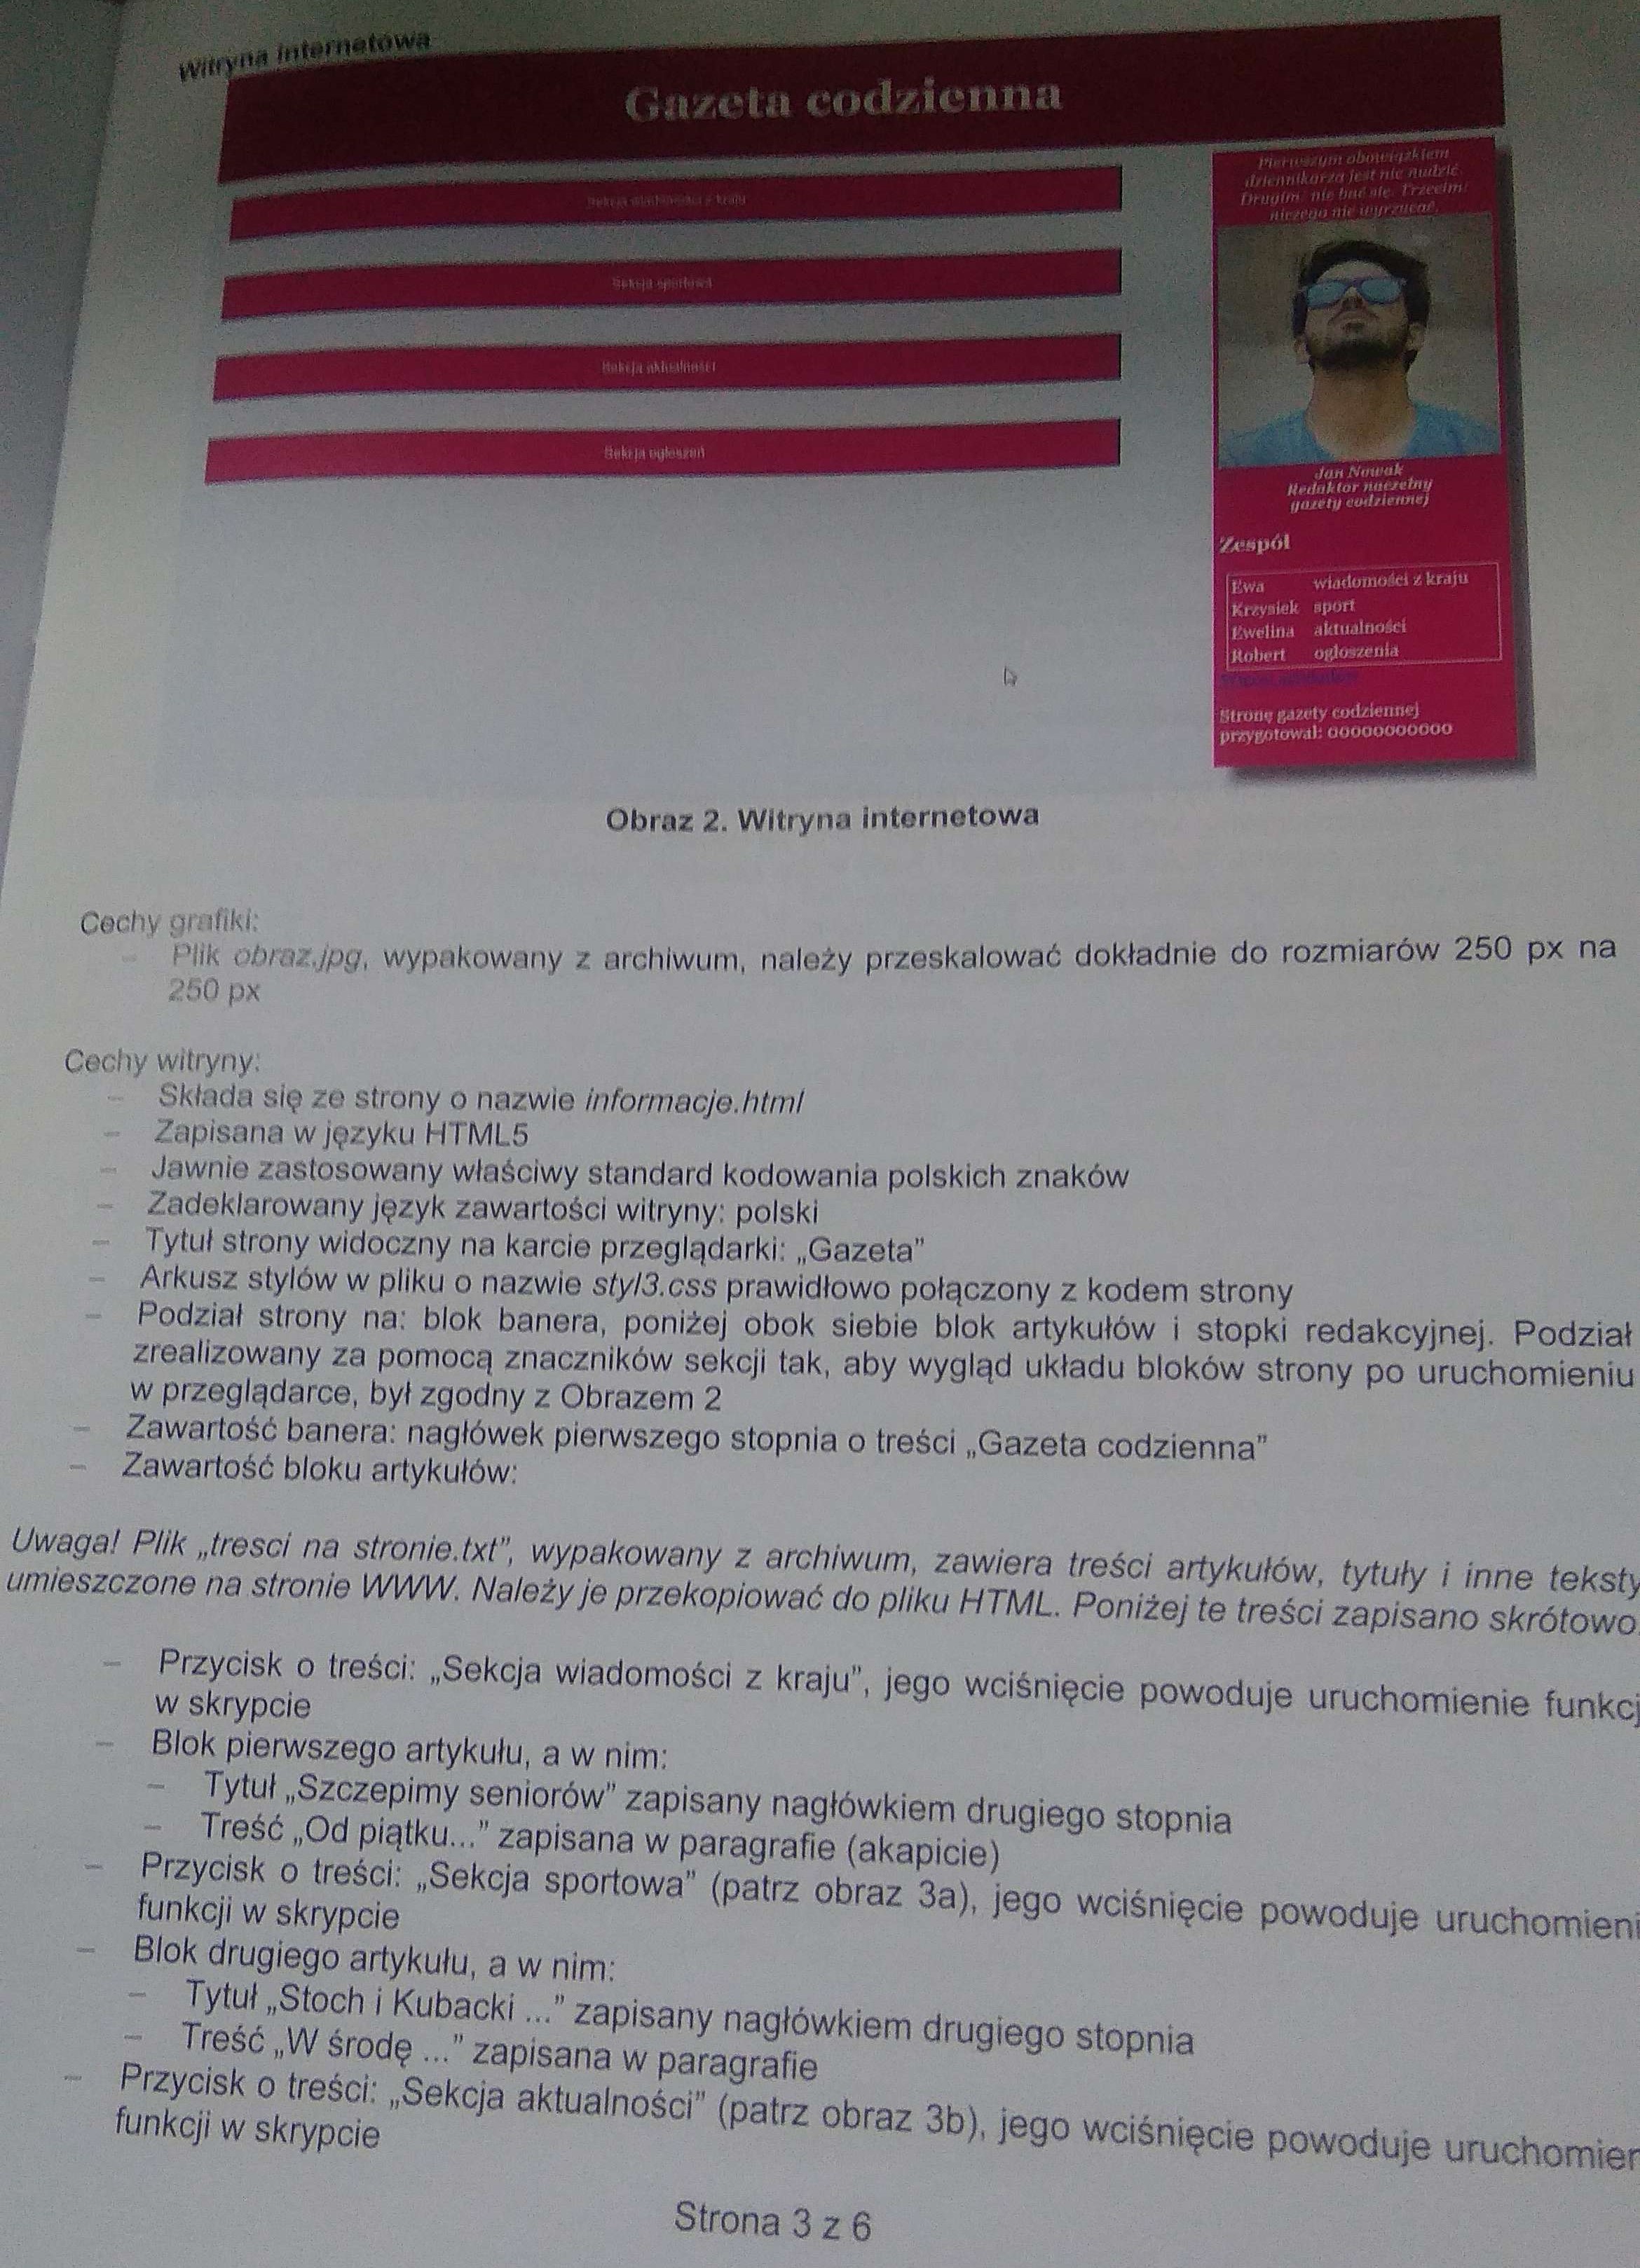 Witryna internetowa
Gazeta codzienna
Sekcja wiadomości z kraju
Sekcja sportowa
Sekcja aktualności
Sekcja ogłoszeń
Pierwszym obowiązkiem
dziennikarza jest nie nudzić.
Drugim: nie bać się. Trzecim:
niczego nie wyrzucać.
Jan Nowak
Redaktor naczelny
gazety codziennej
Zespół
Ewa wiadomości z kraju
Krzysiek sport
Ewelina aktualności
Robert ogłoszenia
Stronę gazety codziennej
przygotował: 00000000000
Obraz 2. Witryna internetowa
Cechy grafiki:
– Plik obraz.jpg, wypakowany z archiwum, należy przeskalować dokładnie do rozmiarów 250 px na
250 px
Cechy witryny:
– Składa się ze strony o nazwie informacje.html
– Zapisana w języku HTML5
– Jawnie zastosowany właściwy standard kodowania polskich znaków
– Zadeklarowany język zawartości witryny: polski
– Tytuł strony widoczny na karcie przeglądarki: „Gazeta”
– Arkusz stylów w pliku o nazwie styl3.css prawidłowo połączony z kodem strony
– Podział strony na: blok banera, poniżej obok siebie blok artykułów i stopki redakcyjnej. Podział
zrealizowany za pomocą znaczników sekcji tak, aby wygląd układu bloków strony po uruchomieniu
w przeglądarce, był zgodny z Obrazem 2
– Zawartość banera: nagłówek pierwszego stopnia o treści „Gazeta codzienna”
– Zawartość bloku artykułów:
Uwaga! Plik „tresci na stronie.txt”, wypakowany z archiwum, zawiera treści artykułów, tytuły i inne teksty
umieszczone na stronie WWW. Należy je przekopiować do pliku HTML. Poniżej te treści zapisano skrótowo.
– Przycisk o treści: „Sekcja wiadomości z kraju”, jego wciśnięcie powoduje uruchomienie funkcj
w skrypcie
– Blok pierwszego artykułu, a w nim:
– Tytuł „Szczepimy seniorów” zapisany nagłówkiem drugiego stopnia
– Treść „Od piątku...” zapisana w paragrafie (akapicie)
– Przycisk o treści: „Sekcja sportowa” (patrz obraz 3a), jego wciśnięcie powoduje uruchomieni
funkcji w skrypcie
– Blok drugiego artykułu, a w nim:
– Tytuł „Stoch i Kubacki ...” zapisany nagłówkiem drugiego stopnia
– Treść „W środę ...” zapisana w paragrafie
– Przycisk o treści: „Sekcja aktualności” (patrz obraz 3b), jego wciśnięcie powoduje uruchomien
funkcji w skrypcie
Strona 3 z 6